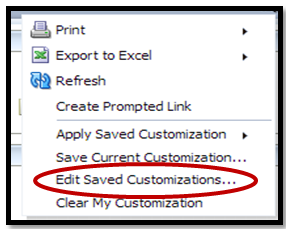 Print
Export to Excel
Refresh
Create Prompted Link
Apply Saved Customization
Save Current Customization...
Edit Saved Customizations...
Clear My Customization